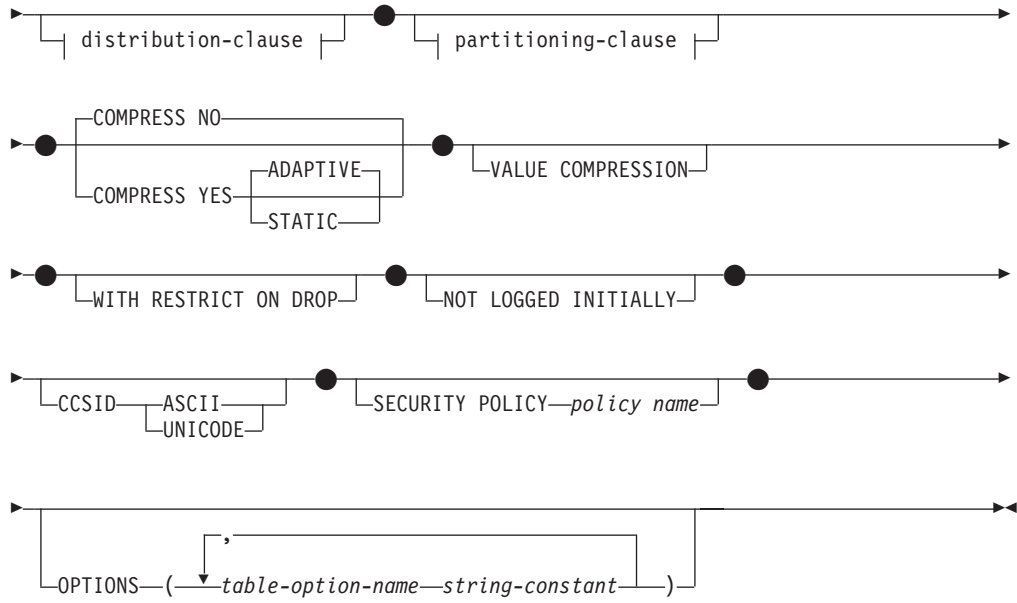 distribution-clause partitioning-clause
COMPRESS NO
ADAPTIVE VALUE COMPRESSION
COMPRESS YES
STATIC
WITH RESTRICT ON DROP NOT LOGGED INITIALLY
CCSID ASCII SECURITY POLICY policy name
UNICODE
,
OPTIONS ( table-option-name string-constant )